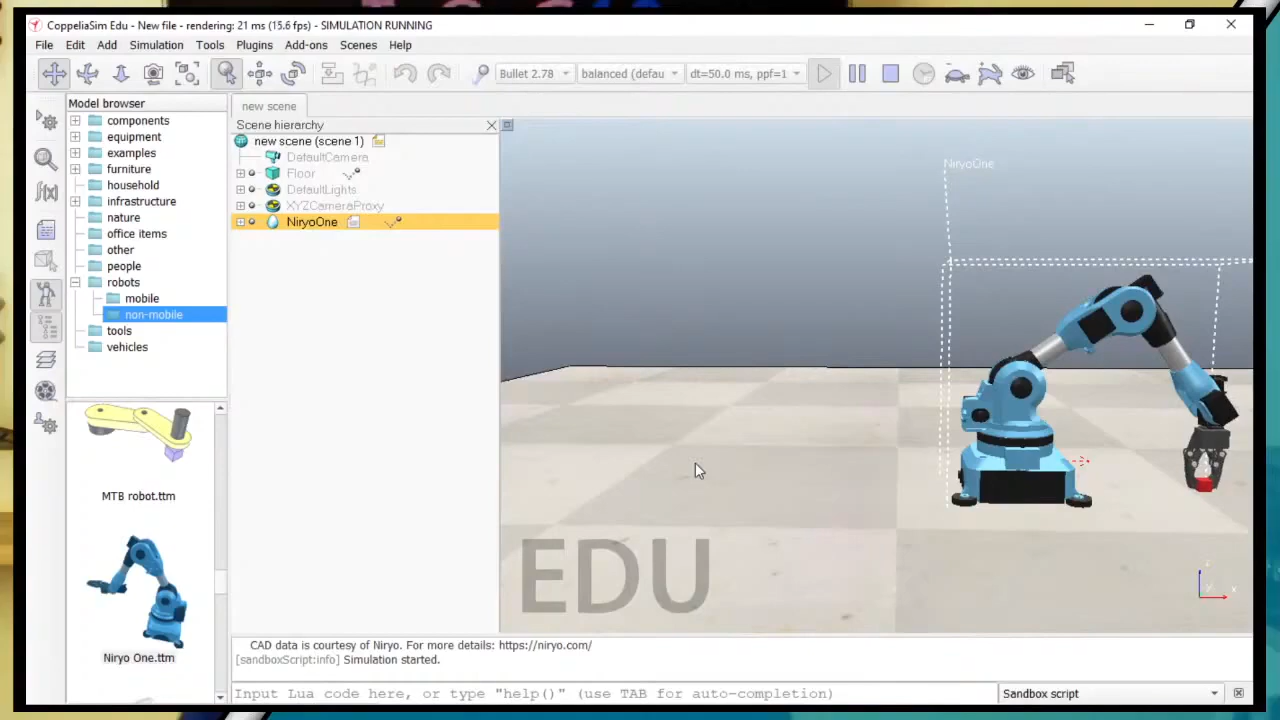 CoppeliaSim Edu - New file - rendering: 21 ms (15.6 fps) - SIMULATION RUNNING
File Edit Add Simulation Tools Plugins Add-ons Scenes Help
Bullet 2.78 balanced (defau dt=50.0 ms, ppf=1
Model browser
components
equipment
examples
furniture
household
infrastructure
nature
office items
other
people
robots
mobile
non-mobile
tools
vehicles
MTB robot.ttm
Niryo One.ttm
new scene
Scene hierarchy
new scene (scene 1)
DefaultCamera
Floor
DefaultLights
XYZCameraProxy
NiryoOne
f(x)
NiryoOne
EDU
z
y
x
CAD data is courtesy of Niryo. For more details: https://niryo.com/
[sandboxScript:info] Simulation started.
Input Lua code here, or type "help()" (use TAB for auto-completion)
Sandbox script